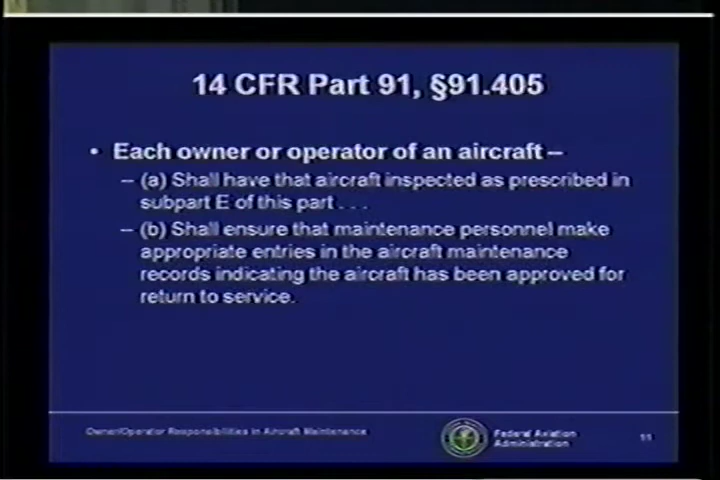 14 CFR Part 91, §91.405
• Each owner or operator of an aircraft –
– (a) Shall have that aircraft inspected as prescribed in
subpart E of this part . . .
– (b) Shall ensure that maintenance personnel make
appropriate entries in the aircraft maintenance
records indicating the aircraft has been approved for
return to service.
Owner/Operator Responsibilities in Aircraft Maintenance
Federal Aviation
Administration
11